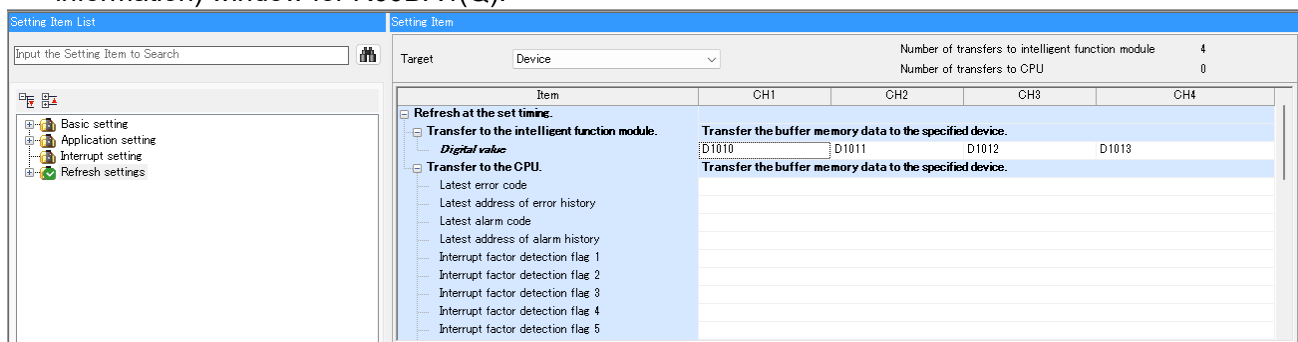 information) window for R60DA4(Q).
Setting Item List
Setting Item
Input the Setting Item to Search
Target Device
Number of transfers to intelligent function module 4
Number of transfers to CPU 0
Basic setting
Application setting
Interrupt setting
Refresh settings
Item CH1 CH2 CH3 CH4
Refresh at the set timing.
Transfer to the intelligent function module. Transfer the buffer memory data to the specified device.
Digital value D1010 D1011 D1012 D1013
Transfer to the CPU. Transfer the buffer memory data to the specified device.
Latest error code
Latest address of error history
Latest alarm code
Latest address of alarm history
Interrupt factor detection flag 1
Interrupt factor detection flag 2
Interrupt factor detection flag 3
Interrupt factor detection flag 4
Interrupt factor detection flag 5